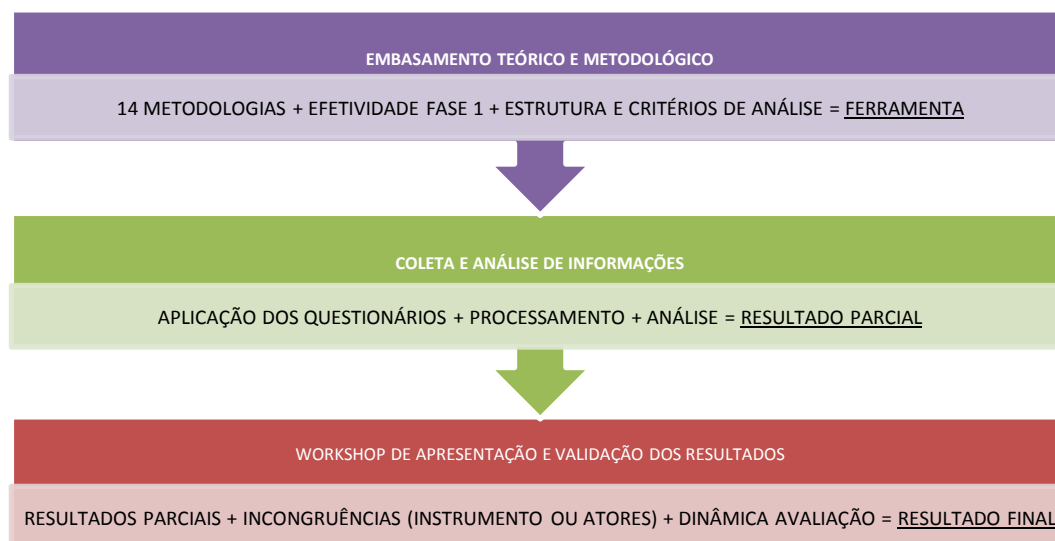 EMBASAMENTO TEÓRICO E METODOLÓGICO
14 METODOLOGIAS + EFETIVIDADE FASE 1 + ESTRUTURA E CRITÉRIOS DE ANÁLISE = FERRAMENTA
COLETA E ANÁLISE DE INFORMAÇÕES
APLICAÇÃO DOS QUESTIONÁRIOS + PROCESSAMENTO + ANÁLISE = RESULTADO PARCIAL
WORKSHOP DE APRESENTAÇÃO E VALIDAÇÃO DOS RESULTADOS
RESULTADOS PARCIAIS + INCONGRUÊNCIAS (INSTRUMENTO OU ATORES) + DINÂMICA AVALIAÇÃO = RESULTADO FINAL